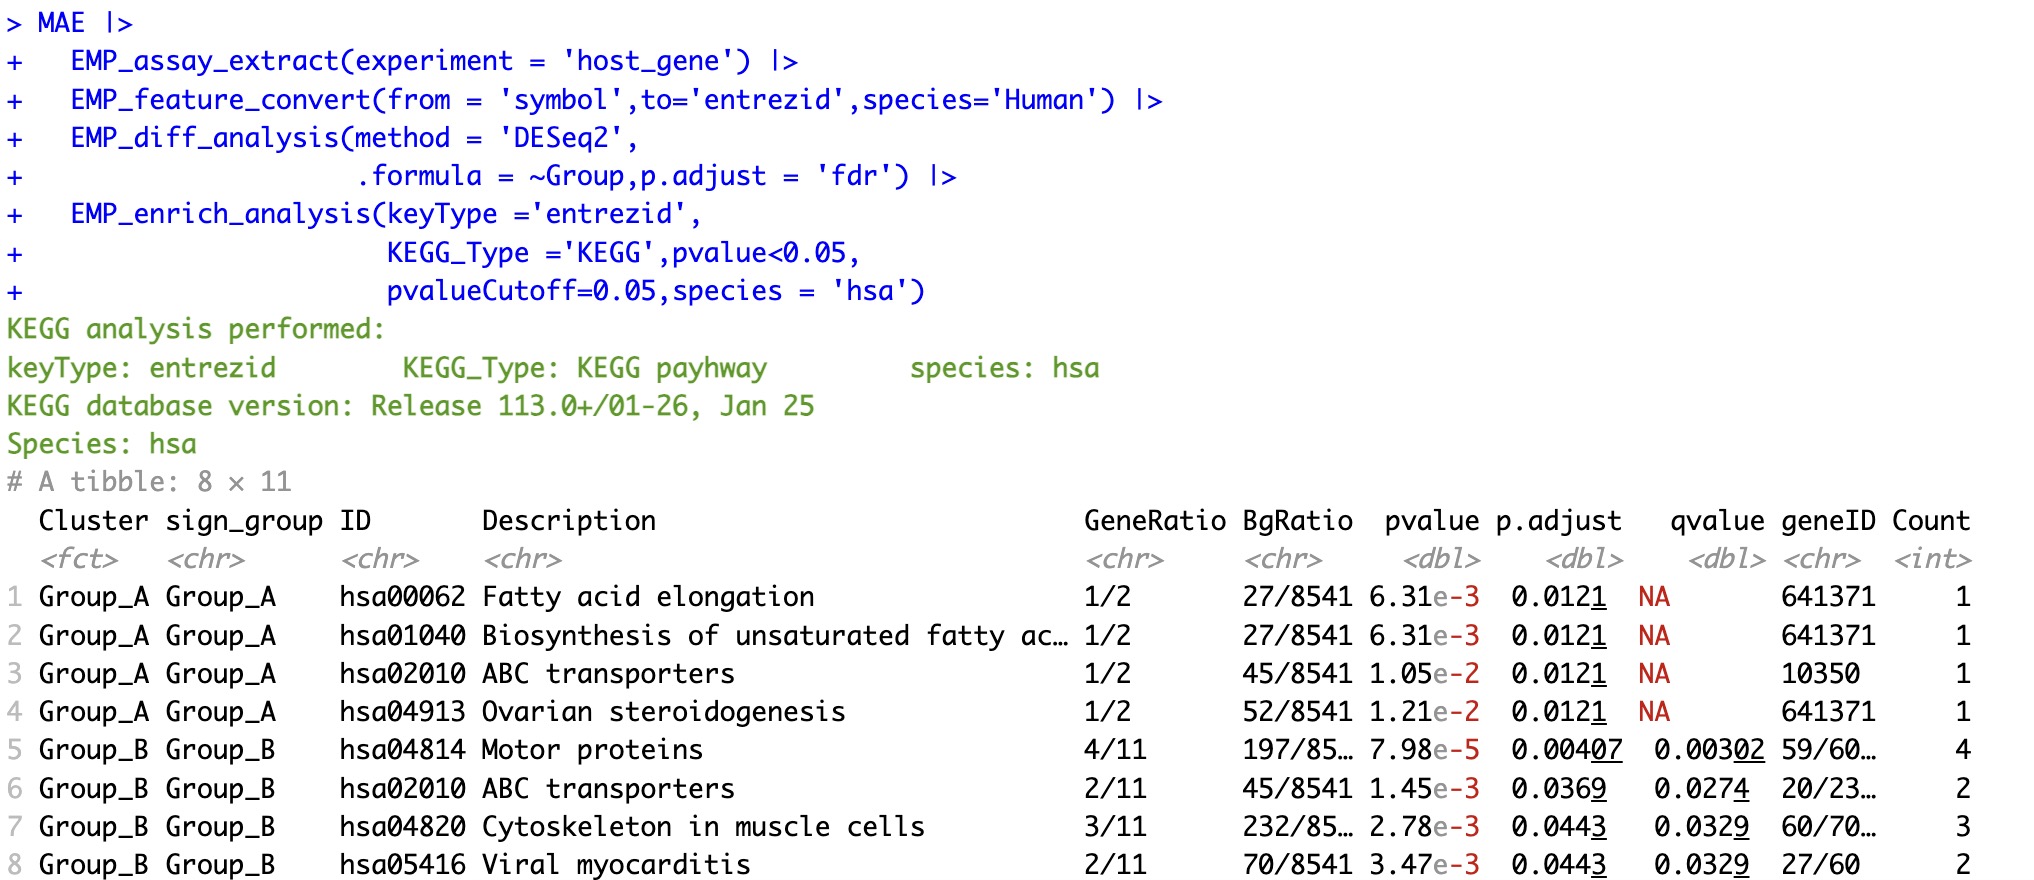 > MAE |>
+   EMP_assay_extract(experiment = 'host_gene') |>
+   EMP_feature_convert(from = 'symbol',to='entrezid',species='Human') |>
+   EMP_diff_analysis(method = 'DESeq2',
+                     .formula = ~Group,p.adjust = 'fdr') |>
+   EMP_enrich_analysis(keyType ='entrezid',
+                       KEGG_Type ='KEGG',pvalue<0.05,
+                       pvalueCutoff=0.05,species = 'hsa')
KEGG analysis performed:
keyType: entrezid        KEGG_Type: KEGG payhway         species: hsa
KEGG database version: Release 113.0+/01-26, Jan 25
Species: hsa
# A tibble: 8 × 11
  Cluster sign_group ID       Description                           GeneRatio BgRatio  pvalue p.adjust   qvalue geneID Count
  <fct>   <chr>      <chr>    <chr>                                 <chr>     <chr>     <dbl>    <dbl>    <dbl> <chr>  <int>
1 Group_A Group_A    hsa00062 Fatty acid elongation                 1/2       27/8541 6.31e-3  0.0121  NA       641371     1
2 Group_A Group_A    hsa01040 Biosynthesis of unsaturated fatty ac… 1/2       27/8541 6.31e-3  0.0121  NA       641371     1
3 Group_A Group_A    hsa02010 ABC transporters                      1/2       45/8541 1.05e-2  0.0121  NA       10350      1
4 Group_A Group_A    hsa04913 Ovarian steroidogenesis               1/2       52/8541 1.21e-2  0.0121  NA       641371     1
5 Group_B Group_B    hsa04814 Motor proteins                        4/11      197/85… 7.98e-5  0.00407  0.00302 59/60…     4
6 Group_B Group_B    hsa02010 ABC transporters                      2/11      45/8541 1.45e-3  0.0369   0.0274  20/23…     2
7 Group_B Group_B    hsa04820 Cytoskeleton in muscle cells          3/11      232/85… 2.78e-3  0.0443   0.0329  60/70…     3
8 Group_B Group_B    hsa05416 Viral myocarditis                     2/11      70/8541 3.47e-3  0.0443   0.0329  27/60      2